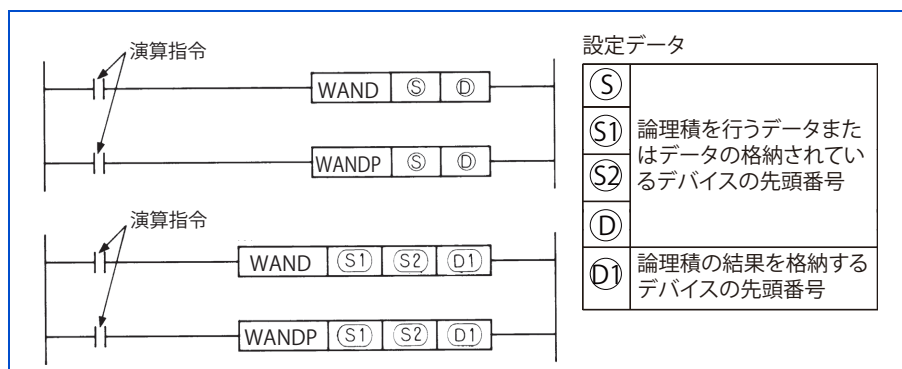 演算指令
WAND Ⓢ Ⓓ
WANDP Ⓢ Ⓓ
演算指令
WAND S1 S2 D1
WANDP S1 S2 D1
設定データ
Ⓢ
S1
S2
Ⓓ
論理積を行うデータまた
はデータの格納されてい
るデバイスの先頭番号
D1
論理積の結果を格納する
デバイスの先頭番号